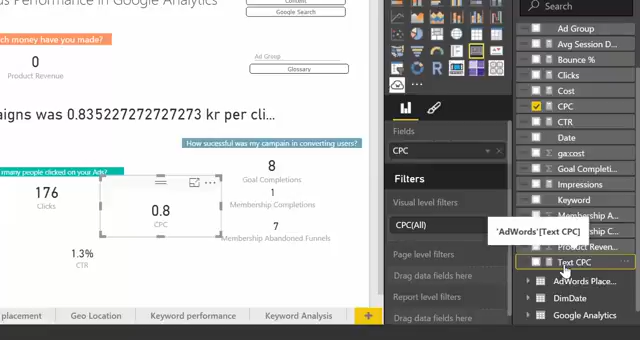 s Performance in Google Analytics
Content
Google Search
ch money have you made?
0
Product Revenue
Ad Group
Glossary
aigns was 0.835227272727273 kr per cli...
How sucessful was my campain in converting users?
many people clicked on your Ads?
176
Clicks
0.8
CPC
1.3%
CTR
8
Goal Completions
1
Membership Completions
7
Membership Abandoned Funnels
placement
Geo Location
Keyword performance
Keyword Analysis
+
Fields
CPC
Filters
Visual level filters
CPC(All)
Page level filters
Drag data fields here
Report level filters
Drag data fields here
Search
Ad Group
Avg Session D...
Bounce %
Clicks
Cost
CPC
CTR
Date
ga:cost
Goal Completi...
Impressions
Keyword
Membership A...
Membership C...
Product Reven...
'AdWords'[Text CPC]
Text CPC
AdWords Place...
DimDate
Google Analytics